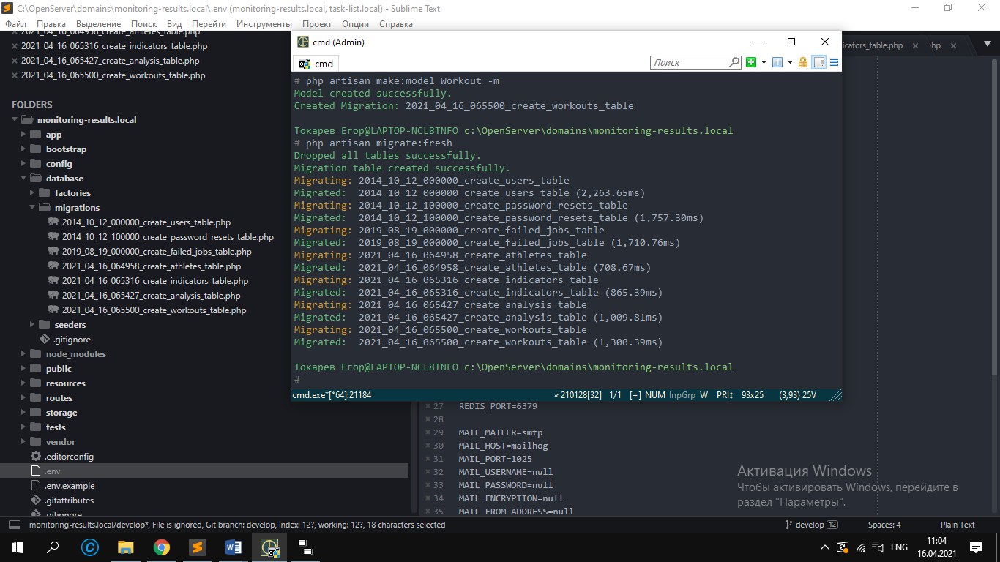 C:\OpenServer\domains\monitoring-results.local\.env (monitoring-results.local, task-list.local) - Sublime Text
Файл Правка Выделение Поиск Вид Перейти Инструменты Проект Опции Справка
2021_04_16_064958_create_athletes_table.php
2021_04_16_065316_create_indicators_table.php
2021_04_16_065427_create_analysis_table.php
2021_04_16_065500_create_workouts_table.php
FOLDERS
monitoring-results.local
app
bootstrap
config
database
factories
migrations
2014_10_12_000000_create_users_table.php
2014_10_12_100000_create_password_resets_table.php
2019_08_19_000000_create_failed_jobs_table.php
2021_04_16_064958_create_athletes_table.php
2021_04_16_065316_create_indicators_table.php
2021_04_16_065427_create_analysis_table.php
2021_04_16_065500_create_workouts_table.php
seeders
.gitignore
node_modules
public
resources
routes
storage
tests
vendor
.editorconfig
.env
.env.example
.gitattributes
.gitignore
icators_table.php hp
cmd (Admin)
cmd Поиск
# php artisan make:model Workout -m
Model created successfully.
Created Migration: 2021_04_16_065500_create_workouts_table
Токарев Егор@LAPTOP-NCL8TNFO c:\OpenServer\domains\monitoring-results.local
# php artisan migrate:fresh
Dropped all tables successfully.
Migration table created successfully.
Migrating: 2014_10_12_000000_create_users_table
Migrated:  2014_10_12_000000_create_users_table (2,263.65ms)
Migrating: 2014_10_12_100000_create_password_resets_table
Migrated:  2014_10_12_100000_create_password_resets_table (1,757.30ms)
Migrating: 2019_08_19_000000_create_failed_jobs_table
Migrated:  2019_08_19_000000_create_failed_jobs_table (1,710.76ms)
Migrating: 2021_04_16_064958_create_athletes_table
Migrated:  2021_04_16_064958_create_athletes_table (708.67ms)
Migrating: 2021_04_16_065316_create_indicators_table
Migrated:  2021_04_16_065316_create_indicators_table (865.39ms)
Migrating: 2021_04_16_065427_create_analysis_table
Migrated:  2021_04_16_065427_create_analysis_table (1,009.81ms)
Migrating: 2021_04_16_065500_create_workouts_table
Migrated:  2021_04_16_065500_create_workouts_table (1,300.39ms)
Токарев Егор@LAPTOP-NCL8TNFO c:\OpenServer\domains\monitoring-results.local
#
cmd.exe*[*64]:21184 « 210128[32] 1/1 [+] NUM InpGrp W PRI↕ 93x25 (3,93) 25V
27 REDIS_PORT=6379
28
29 MAIL_MAILER=smtp
30 MAIL_HOST=mailhog
31 MAIL_PORT=1025
32 MAIL_USERNAME=null
33 MAIL_PASSWORD=null
34 MAIL_ENCRYPTION=null
35 MAIL_FROM_ADDRESS=null
Активация Windows
Чтобы активировать Windows, перейдите в
раздел "Параметры".
monitoring-results.local/develop*, File is ignored, Git branch: develop, index: 12?, working: 12?, 18 characters selected develop 12 Spaces: 4 Plain Text
ENG 11:04
16.04.2021